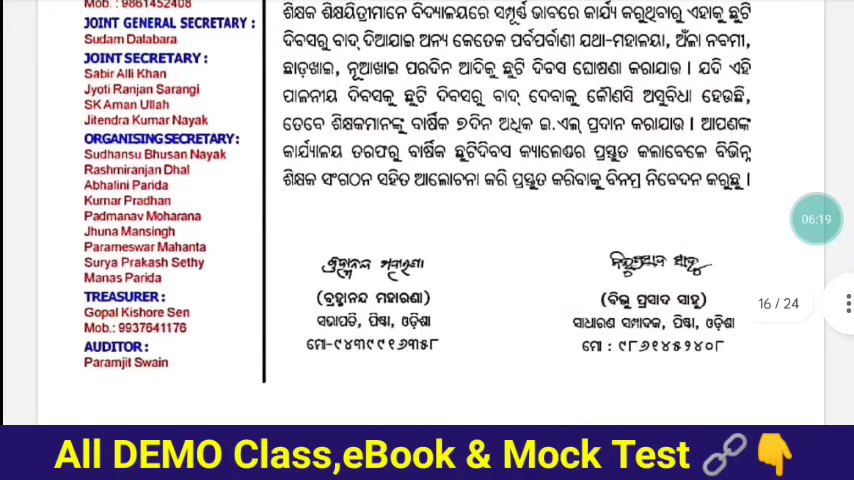 Mob. : 9861452408
JOINT GENERAL SECRETARY :
Sudam Dalabara
JOINT SECRETARY :
Sabir Alli Khan
Jyoti Ranjan Sarangi
SK Aman Ullah
Jitendra Kumar Nayak
ORGANISING SECRETARY :
Sudhansu Bhusan Nayak
Rashmiranjan Dhal
Abhalini Parida
Kumar Pradhan
Padmanav Moharana
Jhuna Mansingh
Parameswar Mahanta
Surya Prakash Sethy
Manas Parida
TREASURER :
Gopal Kishore Sen
Mob.: 9937641176
AUDITOR :
Paramjit Swain
ଶିକ୍ଷକ ଶିକ୍ଷୟିତ୍ରୀମାନେ ବିଦ୍ୟାଳୟରେ ସମ୍ପୂର୍ଣ୍ଣ ଭାବରେ କାର୍ଯ୍ୟ କରୁଥିବାରୁ ଏହାକୁ ଛୁଟି
ଦିବସରୁ ବାଦ୍ ଦିଆଯାଇ ଅନ୍ୟ କେତେକ ପର୍ବପର୍ବାଣୀ ଯଥା-ମହାଳୟା, ଅଁଳା ନବମୀ,
ଛାଡ଼ଖାଇ, ନୂଆଖାଇ ପରଦିନ ଆଦିକୁ ଛୁଟି ଦିବସ ଘୋଷଣା କରାଯାଉ । ଯଦି ଏହି
ପାଳନୀୟ ଦିବସକୁ ଛୁଟି ଦିବସରୁ ବାଦ୍ ଦେବାକୁ କୌଣସି ଅସୁବିଧା ହେଉଛି,
ତେବେ ଶିକ୍ଷକମାନଙ୍କୁ ବାର୍ଷିକ ୭ଦିନ ଅଧିକ ଇ.ଏଲ୍ ପ୍ରଦାନ କରାଯାଉ । ଆପଣଙ୍କ
କାର୍ଯ୍ୟାଳୟ ତରଫରୁ ବାର୍ଷିକ ଛୁଟିଦିବସ କ୍ୟାଲେଣ୍ଡର ପ୍ରସ୍ତୁତ କଲାବେଳେ ବିଭିନ୍ନ
ଶିକ୍ଷକ ସଂଗଠନ ସହିତ ଆଲୋଚନା କରି ପ୍ରସ୍ତୁତ କରିବାକୁ ବିନମ୍ର ନିବେଦନ କରୁଛୁ ।
ବ୍ରହ୍ମାନନ୍ଦ ମହାରଣା
(ବ୍ରହ୍ମାନନ୍ଦ ମହାରଣା)
ସଭାପତି, ପିଷ୍ଟା, ଓଡ଼ିଶା
ମୋ-୯୪୩୯୯୧୬୩୫୮
ବିଭୁ ପ୍ରସାଦ ସାହୁ
(ବିଭୁ ପ୍ରସାଦ ସାହୁ)
ସାଧାରଣ ସମ୍ପାଦକ, ପିଷ୍ଟା, ଓଡ଼ିଶା
ମୋ : ୯୮୬୧୪୫୨୪୦୮
06:19
16 / 24
All DEMO Class,eBook & Mock Test